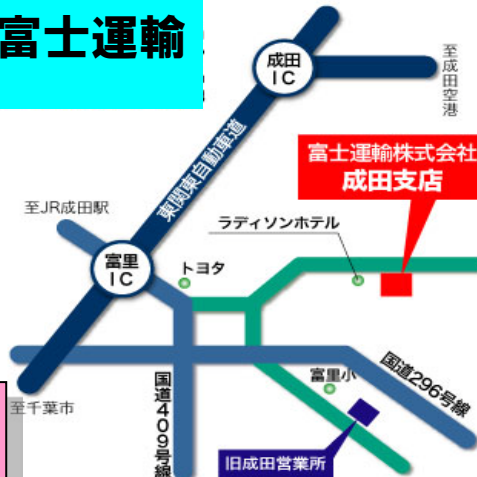 富士運輸
成田
IC
至成田空港
東関東自動車道
富士運輸株式会社
成田支店
至JR成田駅
ラディソンホテル
富里
IC
トヨタ
国道296号線
富里小
至千葉市
国道409号線
旧成田営業所